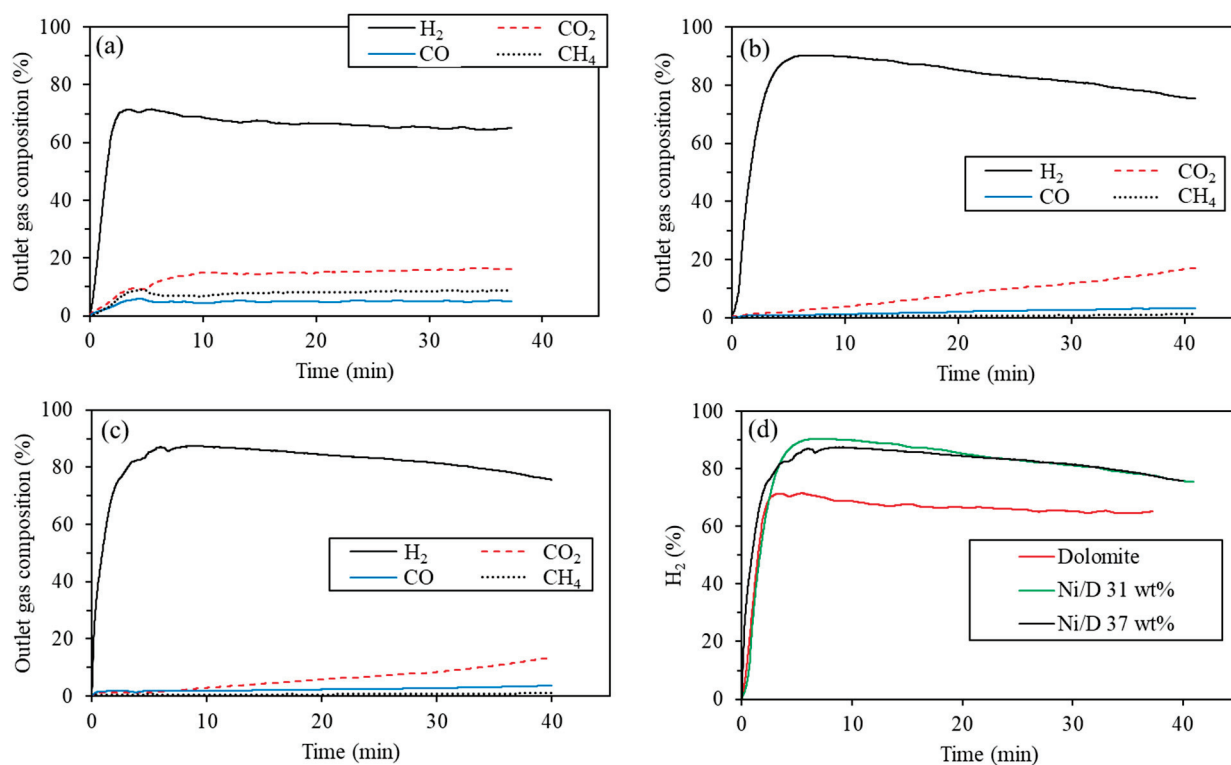 (a)
H2 CO2
CO CH4
Outlet gas composition (%)
100
80
60
40
20
0
0 10 20 30 40
Time (min)
(b)
Outlet gas composition (%)
100
80
60
40
20
0
H2 CO2
CO CH4
0 10 20 30 40
Time (min)
(c)
Outlet gas composition (%)
100
80
60
40
20
0
H2 CO2
CO CH4
0 10 20 30 40
Time (min)
(d)
H2 (%)
100
80
60
40
20
0
Dolomite
Ni/D 31 wt%
Ni/D 37 wt%
0 10 20 30 40
Time (min)